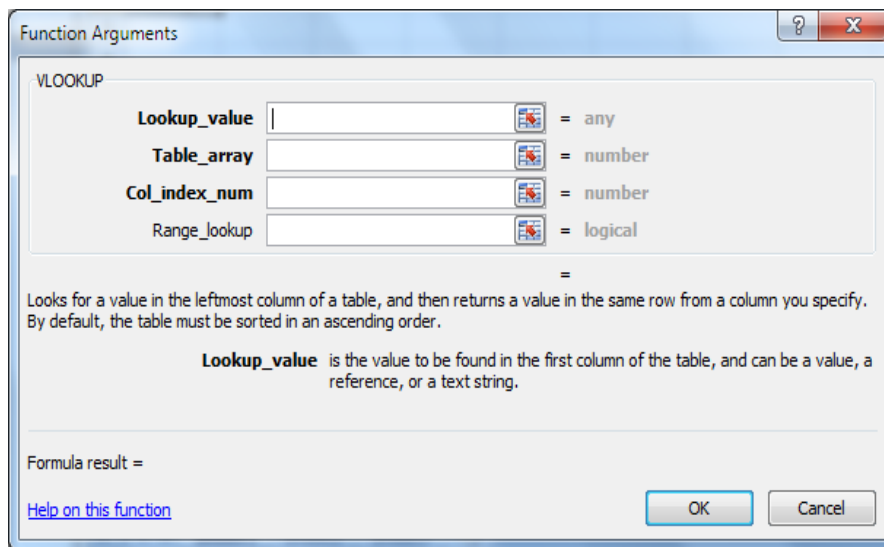 Function Arguments
?
X
VLOOKUP
Lookup_value = any
Table_array = number
Col_index_num = number
Range_lookup = logical
=
Looks for a value in the leftmost column of a table, and then returns a value in the same row from a column you specify.
By default, the table must be sorted in an ascending order.
Lookup_value is the value to be found in the first column of the table, and can be a value, a
reference, or a text string.
Formula result =
Help on this function
OK
Cancel